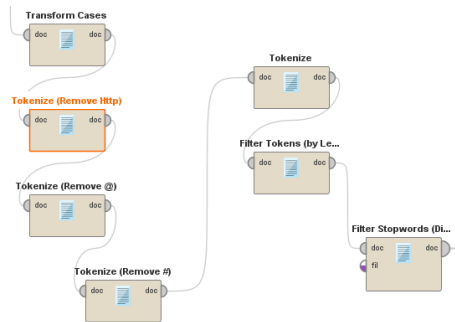 Transform Cases
doc doc
Tokenize (Remove Http)
doc doc
Tokenize (Remove @)
doc doc
Tokenize (Remove #)
doc doc
Tokenize
doc doc
Filter Tokens (by Le...
doc doc
Filter Stopwords (Di...
doc doc
fil